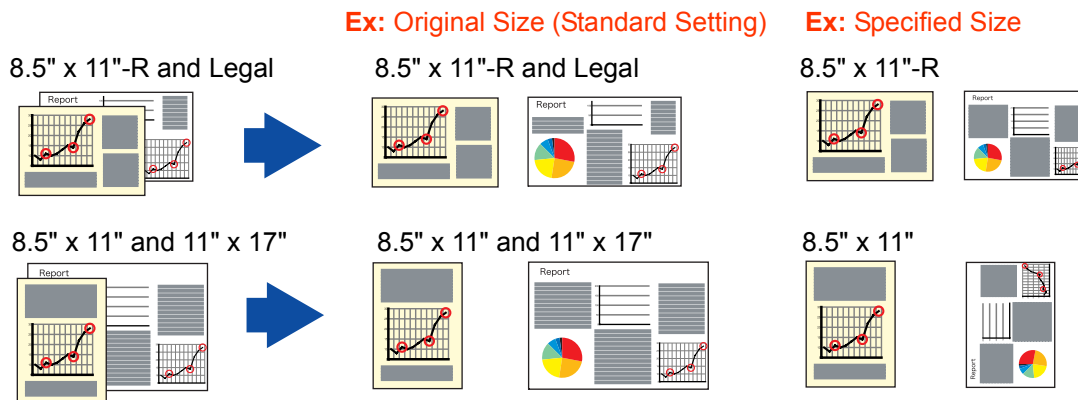 Ex: Original Size (Standard Setting)
Ex: Specified Size
8.5" x 11"-R and Legal
8.5" x 11"-R and Legal
8.5" x 11"-R
Report
Report
Report
8.5" x 11" and 11" x 17"
8.5" x 11" and 11" x 17"
8.5" x 11"
Report
Report
Report